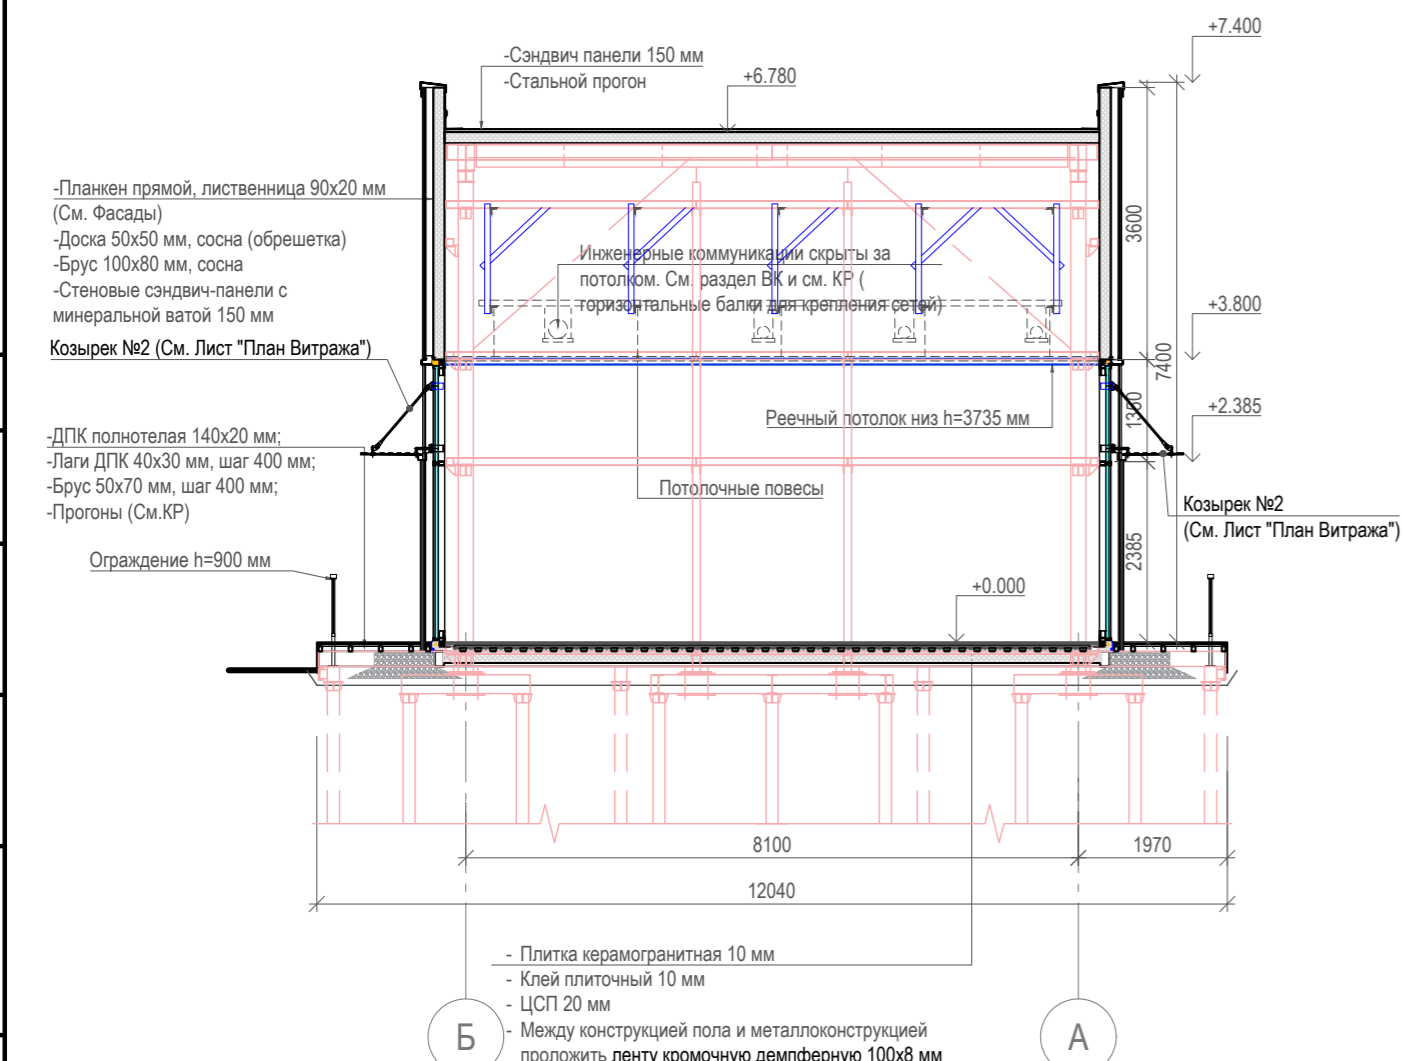 +7.400
-Сэндвич панели 150 мм
-Стальной прогон
+6.780
-Планкен прямой, лиственница 90х20 мм
(См. Фасады)
-Доска 50х50 мм, сосна (обрешетка)
-Брус 100х80 мм, сосна
-Стеновые сэндвич-панели с
минеральной ватой 150 мм
Козырек №2 (См. Лист "План Витража")
Инженерные коммуникации скрыты за
потолком. См. раздел ВК и см. КР (
горизонтальные балки для крепления сетей)
3600
+3.800
7400
+2.385
Реечный потолок низ h=3735 мм
-ДПК полнотелая 140х20 мм;
-Лаги ДПК 40х30 мм, шаг 400 мм;
-Брус 50х70 мм, шаг 400 мм;
-Прогоны (См.КР)
Потолочные повесы
Козырек №2
(См. Лист "План Витража")
2385
Ограждение h=900 мм
+0.000
8100
1970
12040
- Плитка керамогранитная 10 мм
- Клей плиточный 10 мм
- ЦСП 20 мм
- Между конструкцией пола и металлоконструкцией
проложить ленту кромочную демпферную 100х8 мм
Б
А